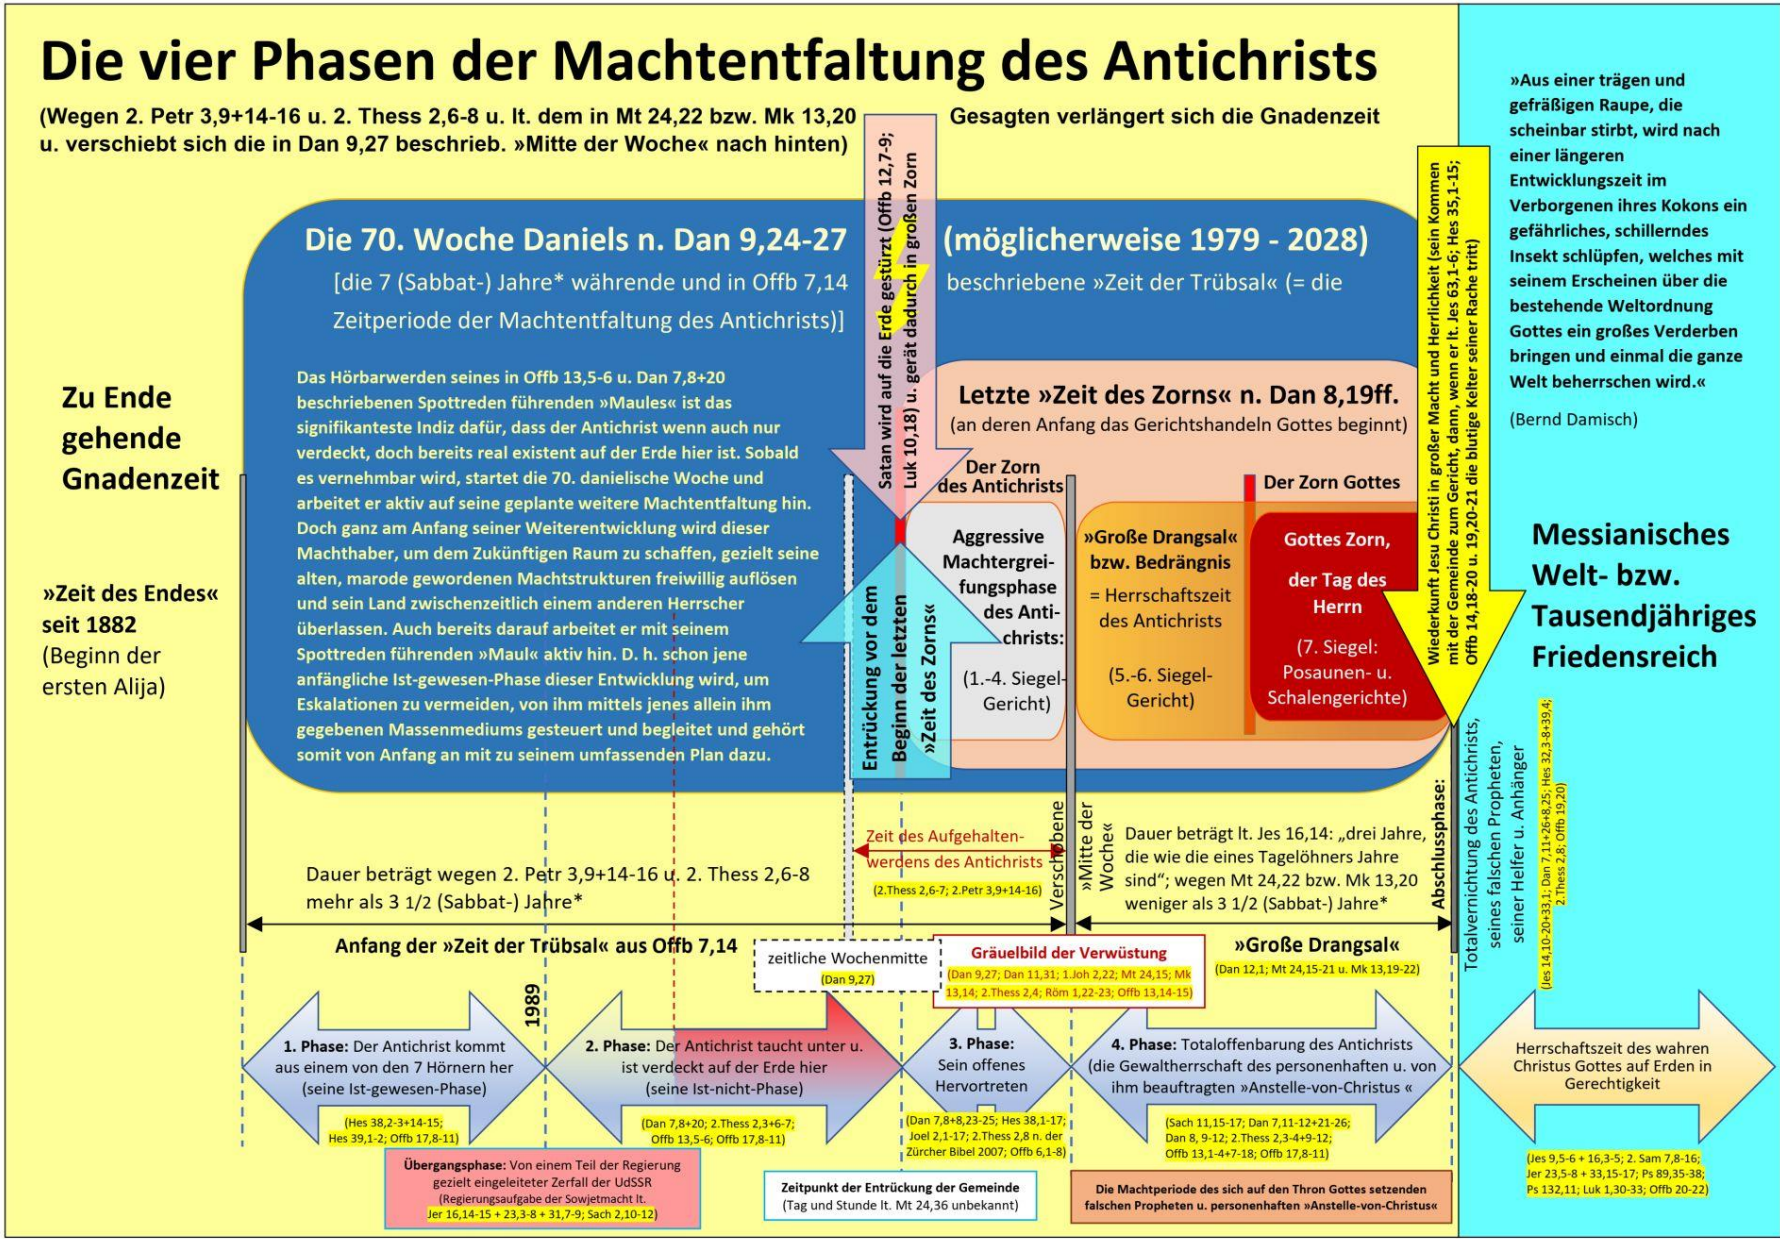 Die vier Phasen der Machtentfaltung des Antichrists
(Wegen 2. Petr 3,9+14-16 u. 2. Thess 2,6-8 u. lt. dem in Mt 24,22 bzw. Mk 13,20
Gesagten verlängert sich die Gnadenzeit
u. verschiebt sich die in Dan 9,27 beschrieb. »Mitte der Woche« nach hinten)
Die 70. Woche Daniels n. Dan 9,24-27
(möglicherweise 1979 - 2028)
[die 7 (Sabbat-) Jahre* währende und in Offb 7,14
beschriebene »Zeit der Trübsal« (= die
Zeitperiode der Machtentfaltung des Antichrists)]
Das Hörbarwerden seines in Offb 13,5-6 u. Dan 7,8+20
beschriebenen Spottreden führenden »Maules« ist das
signifikanteste Indiz dafür, dass der Antichrist wenn auch nur
verdeckt, doch bereits real existent auf der Erde hier ist. Sobald
es vernehmbar wird, startet die 70. danielische Woche und
arbeitet er aktiv auf seine geplante weitere Machtentfaltung hin.
Doch ganz am Anfang seiner Weiterentwicklung wird dieser
Machthaber, um dem Zukünftigen Raum zu schaffen, gezielt seine
alten, marode gewordenen Machtstrukturen freiwillig auflösen
und sein Land zwischenzeitlich einem anderen Herrscher
überlassen. Auch bereits darauf arbeitet er mit seinem
Spottreden führenden »Maul« aktiv hin. D. h. schon jene
anfängliche Ist-gewesen-Phase dieser Entwicklung wird, um
Eskalationen zu vermeiden, von ihm mittels jenes allein ihm
gegebenen Massenmediums gesteuert und begleitet und gehört
somit von Anfang an mit zu seinem umfassenden Plan dazu.
Zu Ende
gehende
Gnadenzeit
»Zeit des Endes«
seit 1882
(Beginn der
ersten Alija)
Satan wird auf die Erde gestürzt (Offb 12,7-9;
Luk 10,18) u. gerät dadurch in großen Zorn
Entrückung vor dem
Beginn der letzten
»Zeit des Zorns«
Letzte »Zeit des Zorns« n. Dan 8,19ff.
(an deren Anfang das Gerichtshandeln Gottes beginnt)
Der Zorn
des Antichrists
Aggressive
Machtergrei-
fungsphase
des Anti-
christs:
(1.-4. Siegel-
Gericht)
»Große Drangsal«
bzw. Bedrängnis
= Herrschaftszeit
des Antichrists
(5.-6. Siegel-
Gericht)
Der Zorn Gottes
Gottes Zorn,
der Tag des
Herrn
(7. Siegel:
Posaunen- u.
Schalengerichte)
Wiederkunft Jesu Christi in großer Macht und Herrlichkeit (sein Kommen
mit der Gemeinde zum Gericht, dann, wenn er lt. Jes 63,1-6; Hes 35,1-15;
Offb 14,18-20 u. 19,20-21 die blutige Kelter seiner Rache tritt)
»Aus einer trägen und
gefräßigen Raupe, die
scheinbar stirbt, wird nach
einer längeren
Entwicklungszeit im
Verborgenen ihres Kokons ein
gefährliches, schillerndes
Insekt schlüpfen, welches mit
seinem Erscheinen über die
bestehende Weltordnung
Gottes ein großes Verderben
bringen und einmal die ganze
Welt beherrschen wird.«
(Bernd Damisch)
Messianisches
Welt- bzw.
Tausendjähriges
Friedensreich
Dauer beträgt wegen 2. Petr 3,9+14-16 u. 2. Thess 2,6-8
mehr als 3 1/2 (Sabbat-) Jahre*
Anfang der »Zeit der Trübsal« aus Offb 7,14
Zeit des Aufgehalten-
werdens des Antichrists
(2.Thess 2,6-7; 2.Petr 3,9+14-16)
Verschobene
»Mitte der
Woche«
Dauer beträgt lt. Jes 16,14: „drei Jahre,
die wie die eines Tagelöhners Jahre
sind“; wegen Mt 24,22 bzw. Mk 13,20
weniger als 3 1/2 (Sabbat-) Jahre*
»Große Drangsal«
(Dan 12,1; Mt 24,15-21 u. Mk 13,19-22)
Abschlussphase:
Totalvernichtung des Antichrists,
seines falschen Propheten,
seiner Helfer u. Anhänger
(Jes 14,10-20+33,1; Dan 7,11+26+8,25; Hes 32,3-8+39,4;
2.Thess 2,8; Offb 19,20)
zeitliche Wochenmitte
(Dan 9,27)
Gräuelbild der Verwüstung
(Dan 9,27; Dan 11,31; 1.Joh 2,22; Mt 24,15; Mk
13,14; 2.Thess 2,4; Röm 1,22-23; Offb 13,14-15)
1989
1. Phase: Der Antichrist kommt
aus einem von den 7 Hörnern her
(seine Ist-gewesen-Phase)
(Hes 38,2-3+14-15;
Hes 39,1-2; Offb 17,8-11)
2. Phase: Der Antichrist taucht unter u.
ist verdeckt auf der Erde hier
(seine Ist-nicht-Phase)
(Dan 7,8+20; 2.Thess 2,3+6-7;
Offb 13,5-6; Offb 17,8-11)
3. Phase:
Sein offenes
Hervortreten
(Dan 7,8+8,23-25; Hes 38,1-17;
Joel 2,1-17; 2.Thess 2,8 n. der
Zürcher Bibel 2007; Offb 6,1-8)
4. Phase: Totaloffenbarung des Antichrists
(die Gewaltherrschaft des personenhaften u. von
ihm beauftragten »Anstelle-von-Christus «
(Sach 11,15-17; Dan 7,11-12+21-26;
Dan 8, 9-12; 2.Thess 2,3-4+9-12;
Offb 13,1-4+7-18; Offb 17,8-11)
Herrschaftszeit des wahren
Christus Gottes auf Erden in
Gerechtigkeit
(Jes 9,5-6 + 16,3-5; 2. Sam 7,8-16;
Jer 23,5-8 + 33,15-17; Ps 89,35-38;
Ps 132,11; Luk 1,30-33; Offb 20-22)
Übergangsphase: Von einem Teil der Regierung
gezielt eingeleiteter Zerfall der UdSSR
(Regierungsaufgabe der Sowjetmacht lt.
Jer 16,14-15 + 23,3-8 + 31,7-9; Sach 2,10-12)
Zeitpunkt der Entrückung der Gemeinde
(Tag und Stunde lt. Mt 24,36 unbekannt)
Die Machtperiode des sich auf den Thron Gottes setzenden
falschen Propheten u. personenhaften »Anstelle-von-Christus«